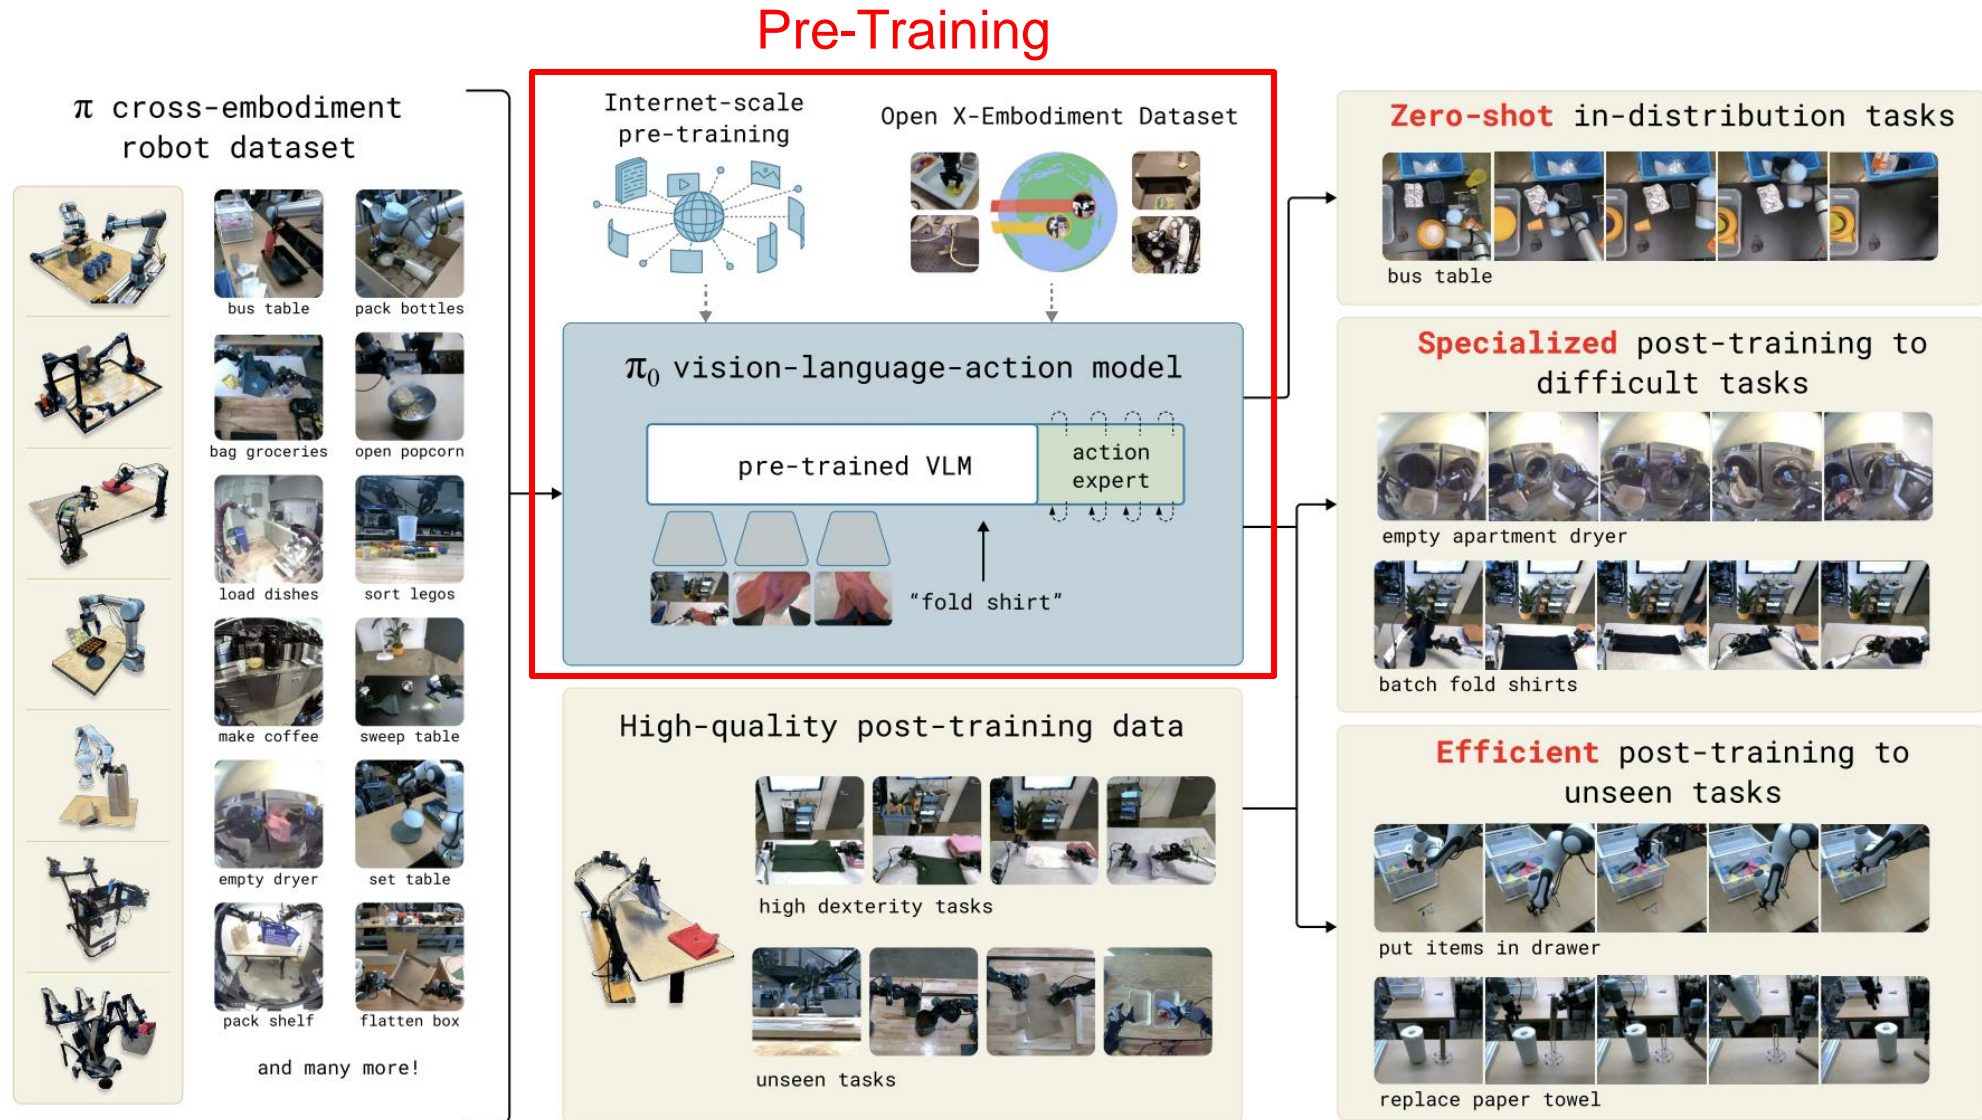 Pre-Training
π cross-embodiment
robot dataset
bus table
pack bottles
bag groceries
open popcorn
load dishes
sort legos
make coffee
sweep table
empty dryer
set table
pack shelf
flatten box
and many more!
Internet-scale
pre-training
Open X-Embodiment Dataset
π₀ vision-language-action model
pre-trained VLM
action
expert
“fold shirt”
High-quality post-training data
high dexterity tasks
unseen tasks
Zero-shot in-distribution tasks
bus table
Specialized post-training to
difficult tasks
empty apartment dryer
batch fold shirts
Efficient post-training to
unseen tasks
put items in drawer
replace paper towel